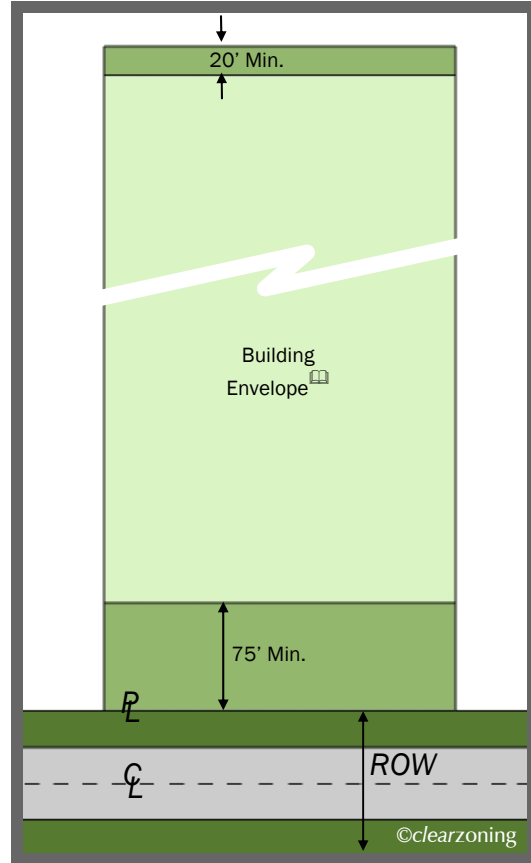 20’ Min.
Building
Envelope
75’ Min.
PL
CL
ROW
©clearzoning